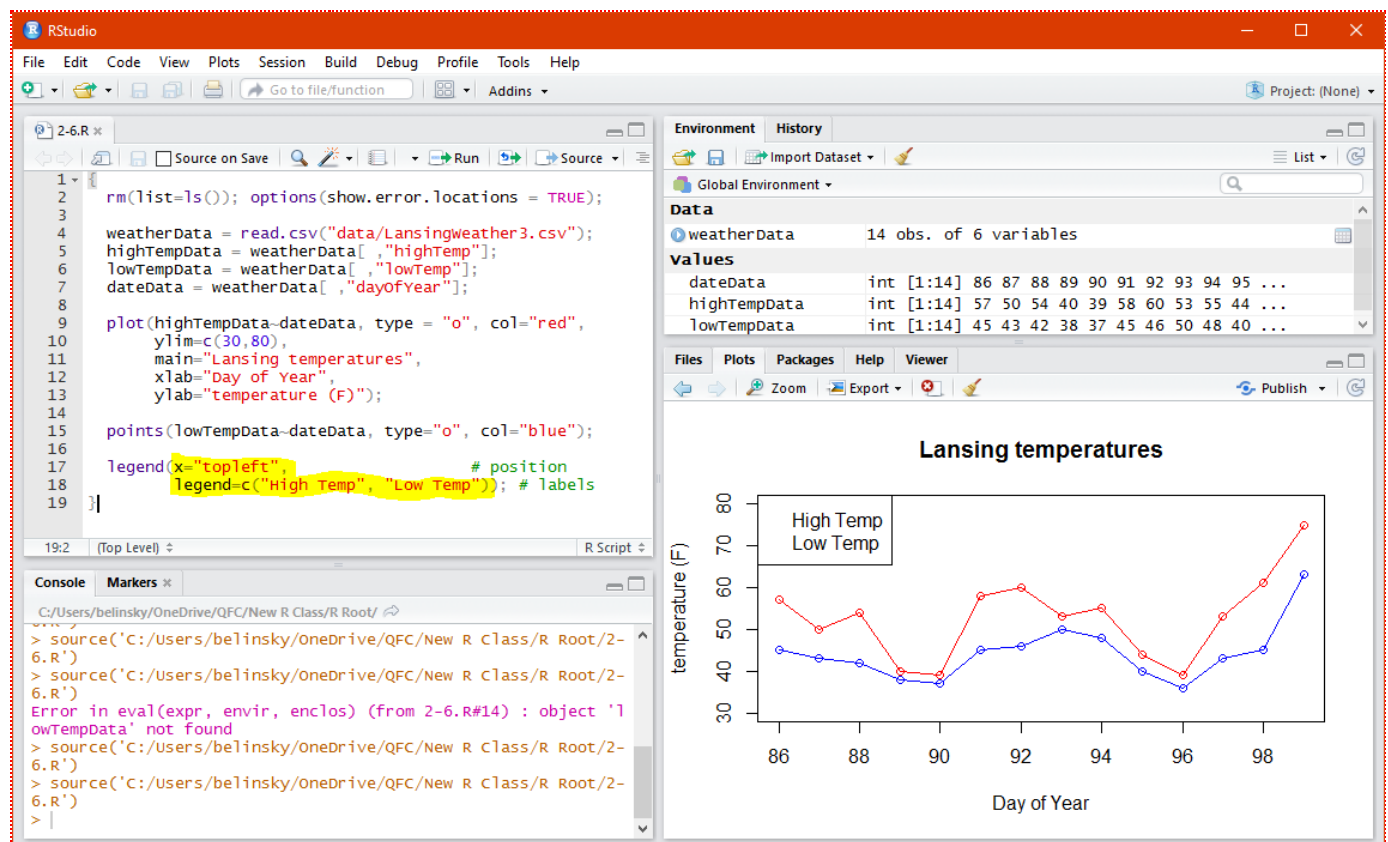 RStudio
File Edit Code View Plots Session Build Debug Profile Tools Help
Go to file/function Addins Project: (None)
2-6.R
Source on Save Run Source
1 {
2 rm(list=ls()); options(show.error.locations = TRUE);
3
4 weatherData = read.csv("data/LansingWeather3.csv");
5 highTempData = weatherData[ ,"highTemp"];
6 lowTempData = weatherData[ ,"lowTemp"];
7 dateData = weatherData[ ,"dayOfYear"];
8
9 plot(highTempData~dateData, type = "o", col="red",
10 ylim=c(30,80),
11 main="Lansing temperatures",
12 xlab="Day of Year",
13 ylab="temperature (F)");
14
15 points(lowTempData~dateData, type="o", col="blue");
16
17 legend(x="topleft", # position
18 legend=c("High Temp", "Low Temp")); # labels
19 }
19:2 (Top Level) R Script
Console Markers
C:/Users/belinsky/OneDrive/QFC/New R Class/R Root/
6.R')
> source('C:/Users/belinsky/OneDrive/QFC/New R Class/R Root/2-
6.R')
> source('C:/Users/belinsky/OneDrive/QFC/New R Class/R Root/2-
6.R')
Error in eval(expr, envir, enclos) (from 2-6.R#14) : object 'l
owTempData' not found
> source('C:/Users/belinsky/OneDrive/QFC/New R Class/R Root/2-
6.R')
> source('C:/Users/belinsky/OneDrive/QFC/New R Class/R Root/2-
6.R')
>
Environment History
Import Dataset List
Global Environment
Data
weatherData 14 obs. of 6 variables
Values
dateData int [1:14] 86 87 88 89 90 91 92 93 94 95 ...
highTempData int [1:14] 57 50 54 40 39 58 60 53 55 44 ...
lowTempData int [1:14] 45 43 42 38 37 45 46 50 48 40 ...
Files Plots Packages Help Viewer
Zoom Export Publish
Lansing temperatures
High Temp
Low Temp
temperature (F)
80
70
60
50
40
30
86 88 90 92 94 96 98
Day of Year